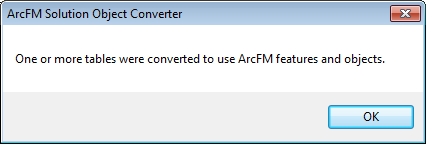 ArcFM Solution Object Converter
One or more tables were converted to use ArcFM features and objects.
OK